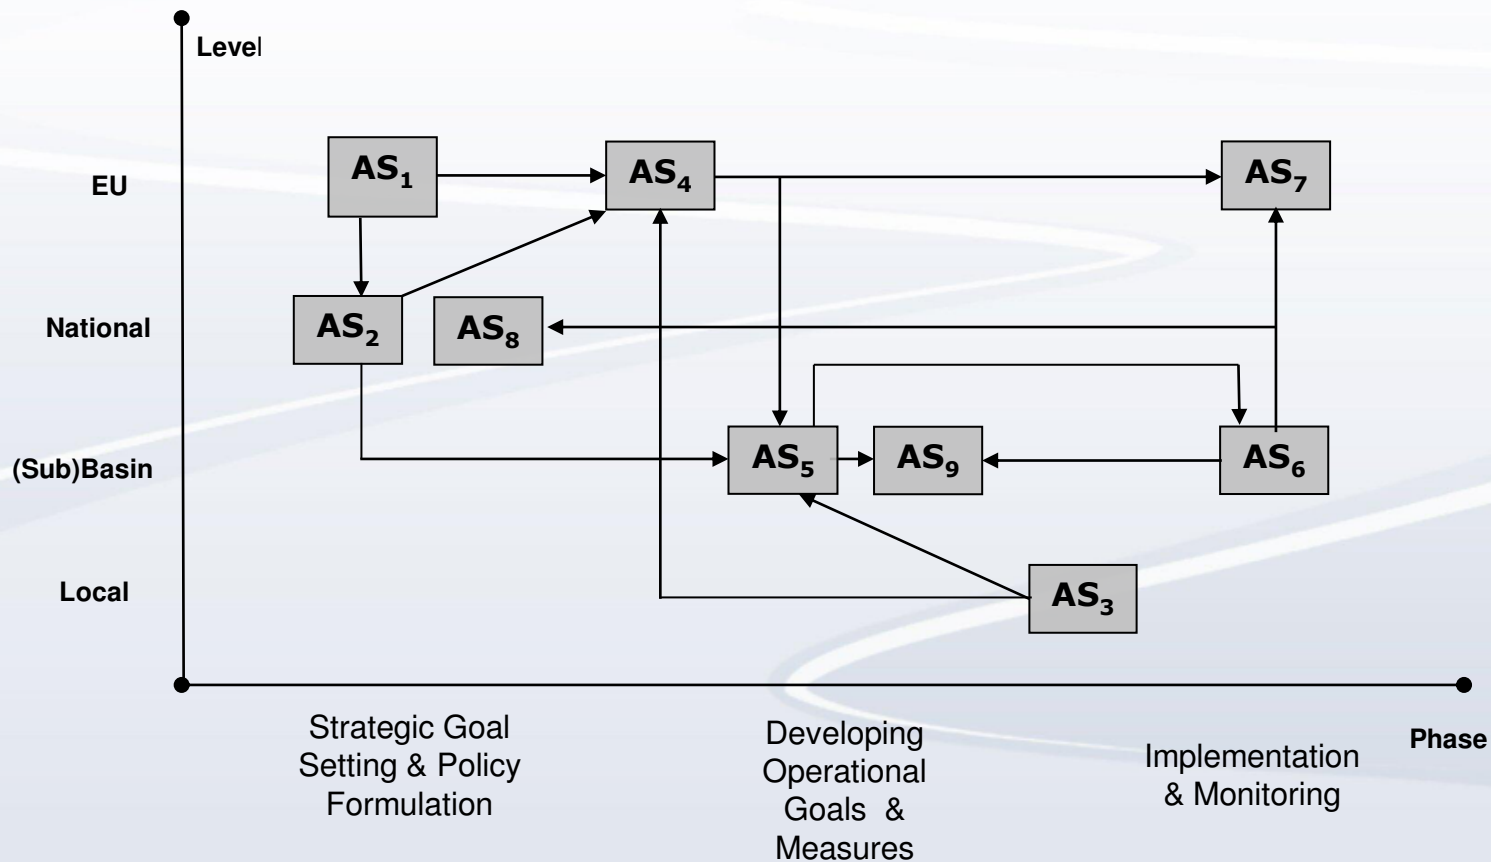 Level
EU
AS1
AS4
AS7
National
AS2
AS8
(Sub)Basin
AS5
AS9
AS6
Local
AS3
Phase
Strategic Goal
Setting & Policy
Formulation
Developing
Operational
Goals &
Measures
Implementation
& Monitoring